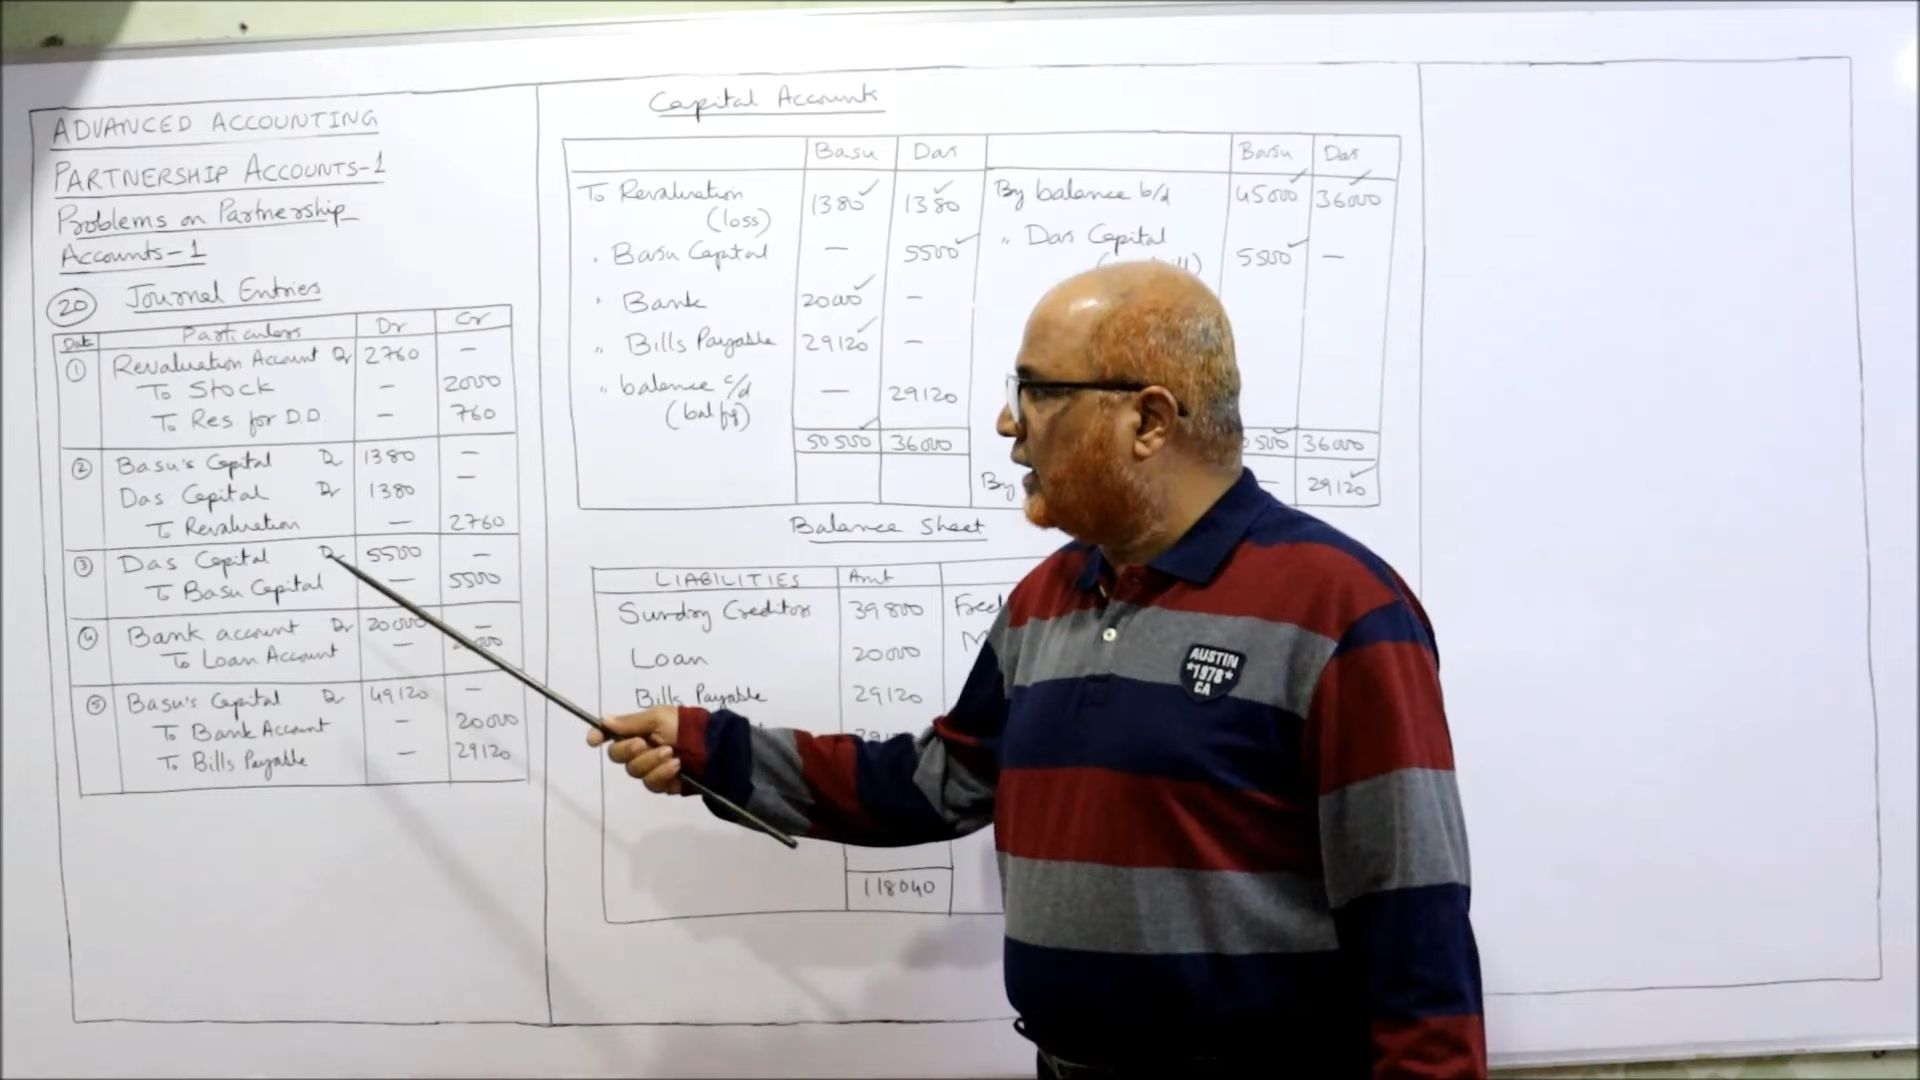 ADVANCED ACCOUNTING
PARTNERSHIP ACCOUNTS-1
Problems on Partnership
Accounts-1
20 Journal Entries
Date Particulars Dr Cr
1 Revaluation Account Dr 2760 —
To Stock — 2000
To Res for D.D. — 760
2 Basu's Capital Dr 1380 —
Das Capital Dr 1380 —
To Revaluation — 2760
3 Das Capital Dr 5500 —
To Basu Capital — 5500
4 Bank account Dr 20000 —
To Loan Account —
5 Basu's Capital Dr 49120 —
To Bank Account — 20000
To Bills Payable — 29120
Capital Accounts
Basu Das Basu Das
To Revaluation 1380 1380 By balance b/d 45000 36000
(loss)
" Basu Capital — 5500 " Das Capital 5500 —
" Bank 20000 —
" Bills Payable 29120 —
" balance c/d — 29120
(bal fg)
50500 36000 36000
By — 29120
Balance Sheet
LIABILITIES Amt
Sundry Creditors 39800
Loan 20000
Bills Payable 29120
118040
AUSTIN
*1978*
CA